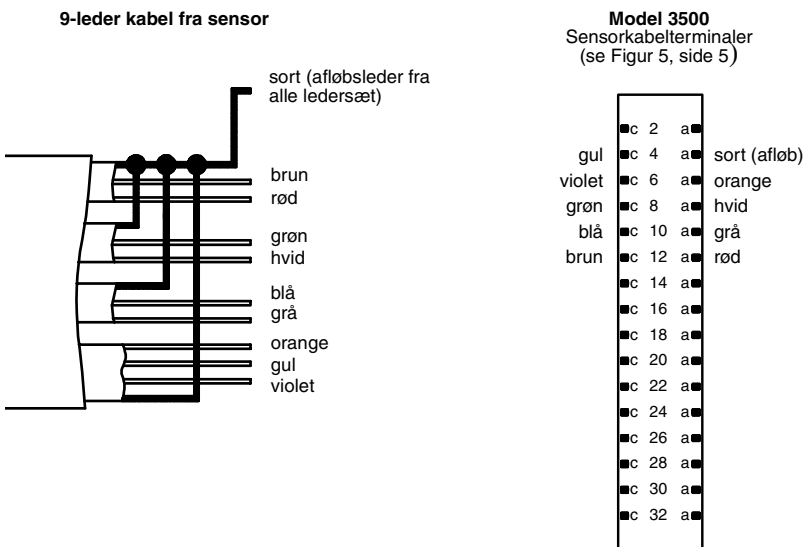 9-leder kabel fra sensor
sort (afløbsleder fra
alle ledersæt)
brun
rød
grøn
hvid
blå
grå
orange
gul
violet
Model 3500
Sensorkabelterminaler
(se Figur 5, side 5)
c 2 a
gul c 4 a sort (afløb)
violet c 6 a orange
grøn c 8 a hvid
blå c 10 a grå
brun c 12 a rød
c 14 a
c 16 a
c 18 a
c 20 a
c 22 a
c 24 a
c 26 a
c 28 a
c 30 a
c 32 a